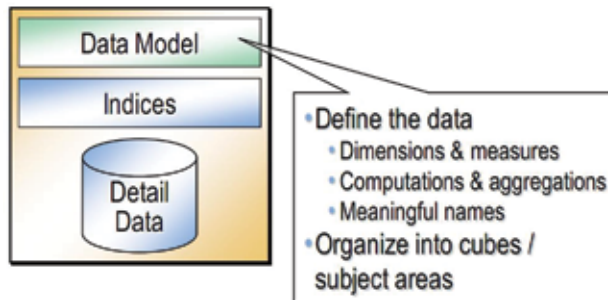 Data Model
Indices
Detail
Data
•Define the data
•Dimensions & measures
•Computations & aggregations
•Meaningful names
•Organize into cubes /
subject areas